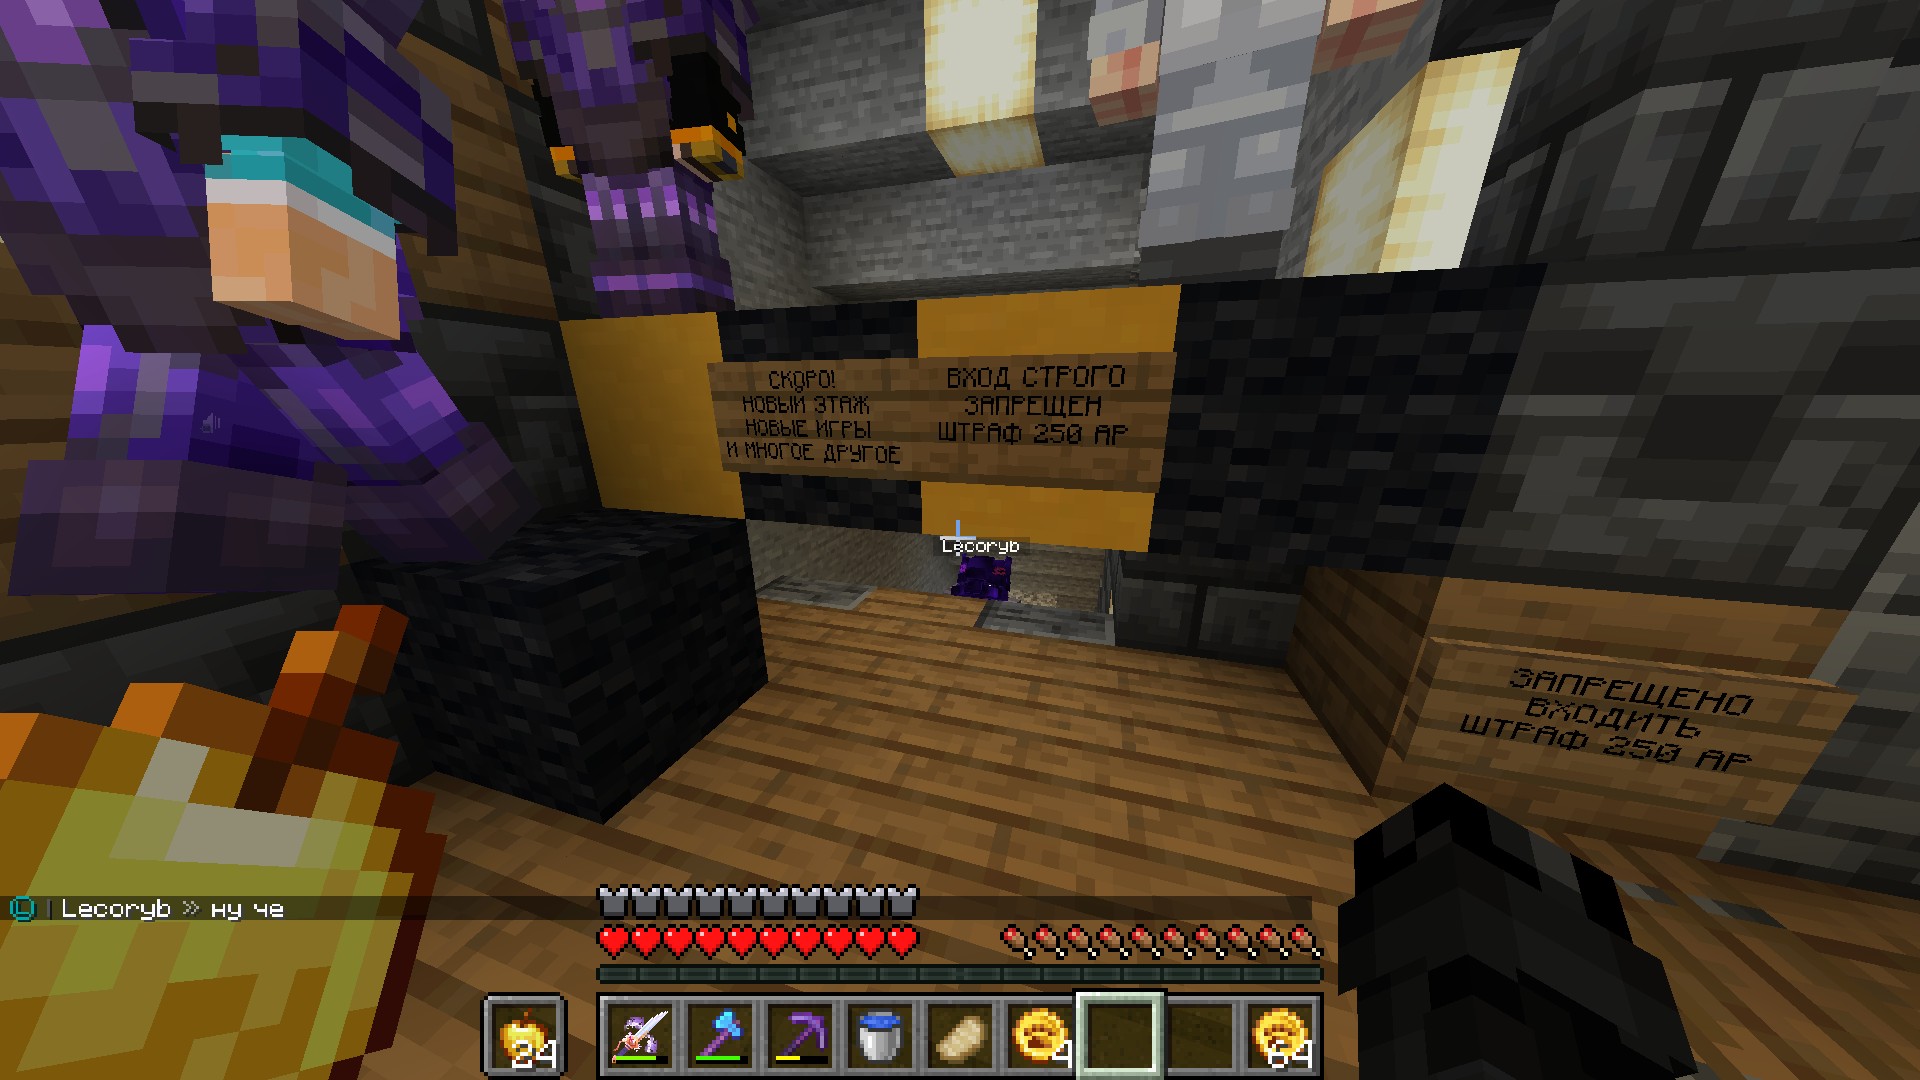 СКОРО!
НОВЫЙ ЭТАЖ
НОВЫЕ ИГРЫ
И МНОГОЕ ДРУГОЕ
ВХОД СТРОГО
ЗАПРЕЩЕН
ШТРАФ 250 АР
Lecoryb
ЗАПРЕЩЕНО
ВХОДИТЬ
ШТРАФ 250 АР
| Lecoryb » ну че
24
4
64